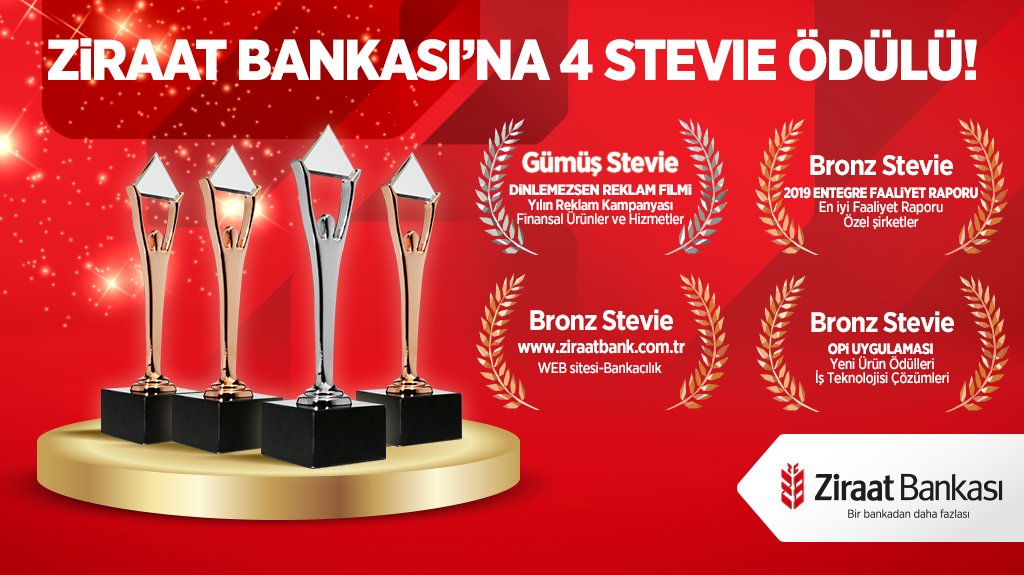 ZİRAAT BANKASI'NA 4 STEVIE ÖDÜLÜ!
Gümüş Stevie
DİNLEMEZSEN REKLAM FİLMİ
Yılın Reklam Kampanyası
Finansal Ürünler ve Hizmetler
Bronz Stevie
2019 ENTEGRE FAALİYET RAPORU
En iyi Faaliyet Raporu
Özel şirketler
Bronz Stevie
www.ziraatbank.com.tr
WEB sitesi-Bankacılık
Bronz Stevie
OPİ UYGULAMASI
Yeni Ürün Ödülleri
İş Teknolojisi Çözümleri
Ziraat Bankası
Bir bankadan daha fazlası